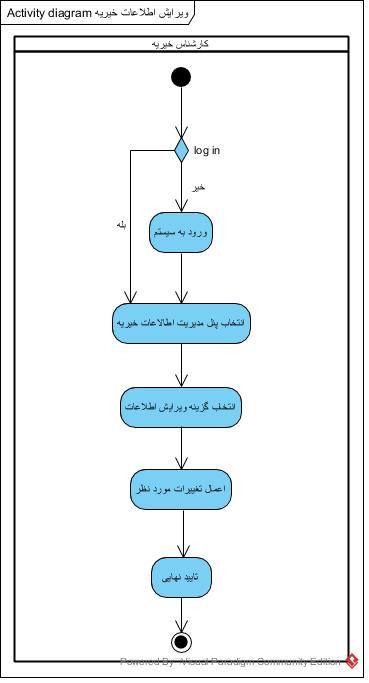 Activity diagram ویرایش اطلاعات خیریه
کارشناس خیریه
log in
خیر
بله
ورود به سیستم
انتخاب پنل مدیریت اطلاعات خیریه
انتخاب گزینه ویرایش اطلاعات
اعمال تغییرات مورد نظر
تایید نهایی
Powered By Visual Paradigm Community Edition